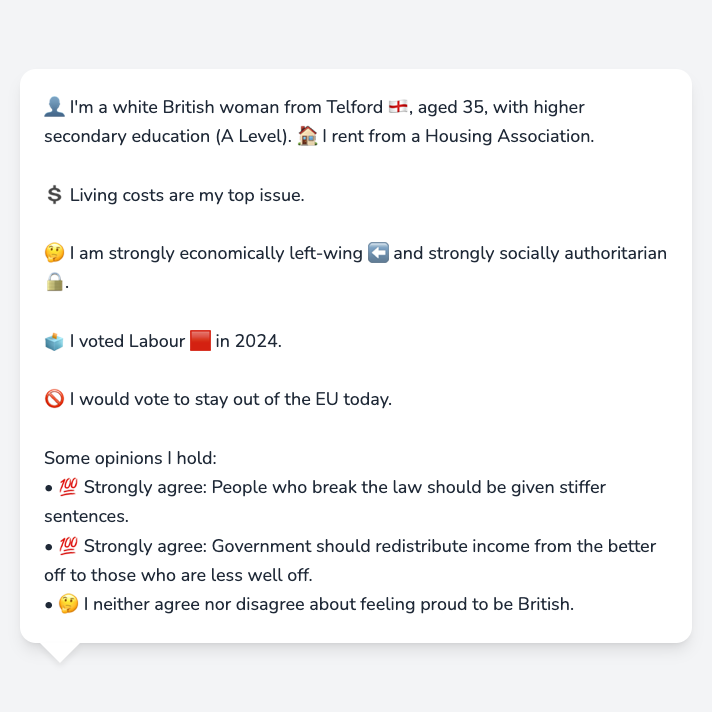 👤 I'm a white British woman from Telford 🏴󠁧󠁢󠁥󠁮󠁧󠁿, aged 35, with higher
secondary education (A Level). 🏠 I rent from a Housing Association.
💲 Living costs are my top issue.
🤔 I am strongly economically left-wing ⬅️ and strongly socially authoritarian
🔒.
🗳️ I voted Labour 🟥 in 2024.
🚫 I would vote to stay out of the EU today.
Some opinions I hold:
• 💯 Strongly agree: People who break the law should be given stiffer
sentences.
• 💯 Strongly agree: Government should redistribute income from the better
off to those who are less well off.
• 🤔 I neither agree nor disagree about feeling proud to be British.